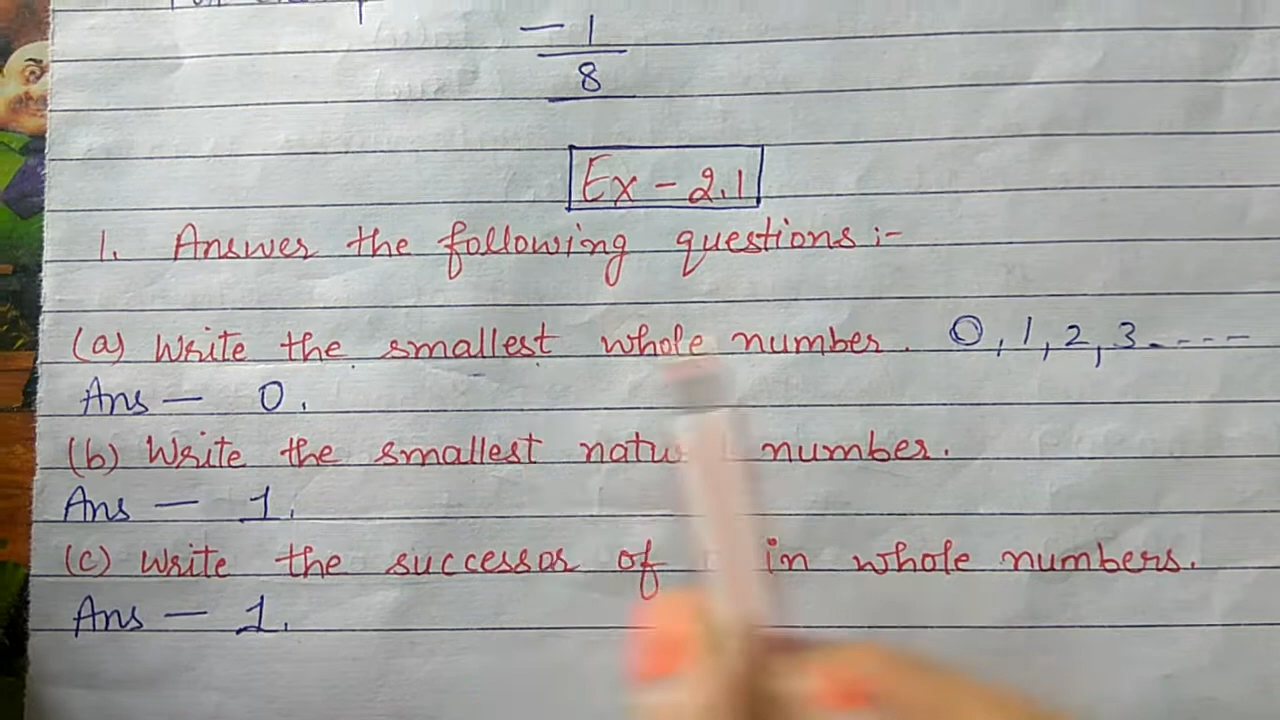 - 1
8
Ex - 2.1
1. Answer the following questions :-
(a) Write the smallest whole number. 0, 1, 2, 3 - - - -
Ans - 0.
(b) Write the smallest number.
Ans - 1.
(c) Write the successor of in whole numbers.
Ans - 1.